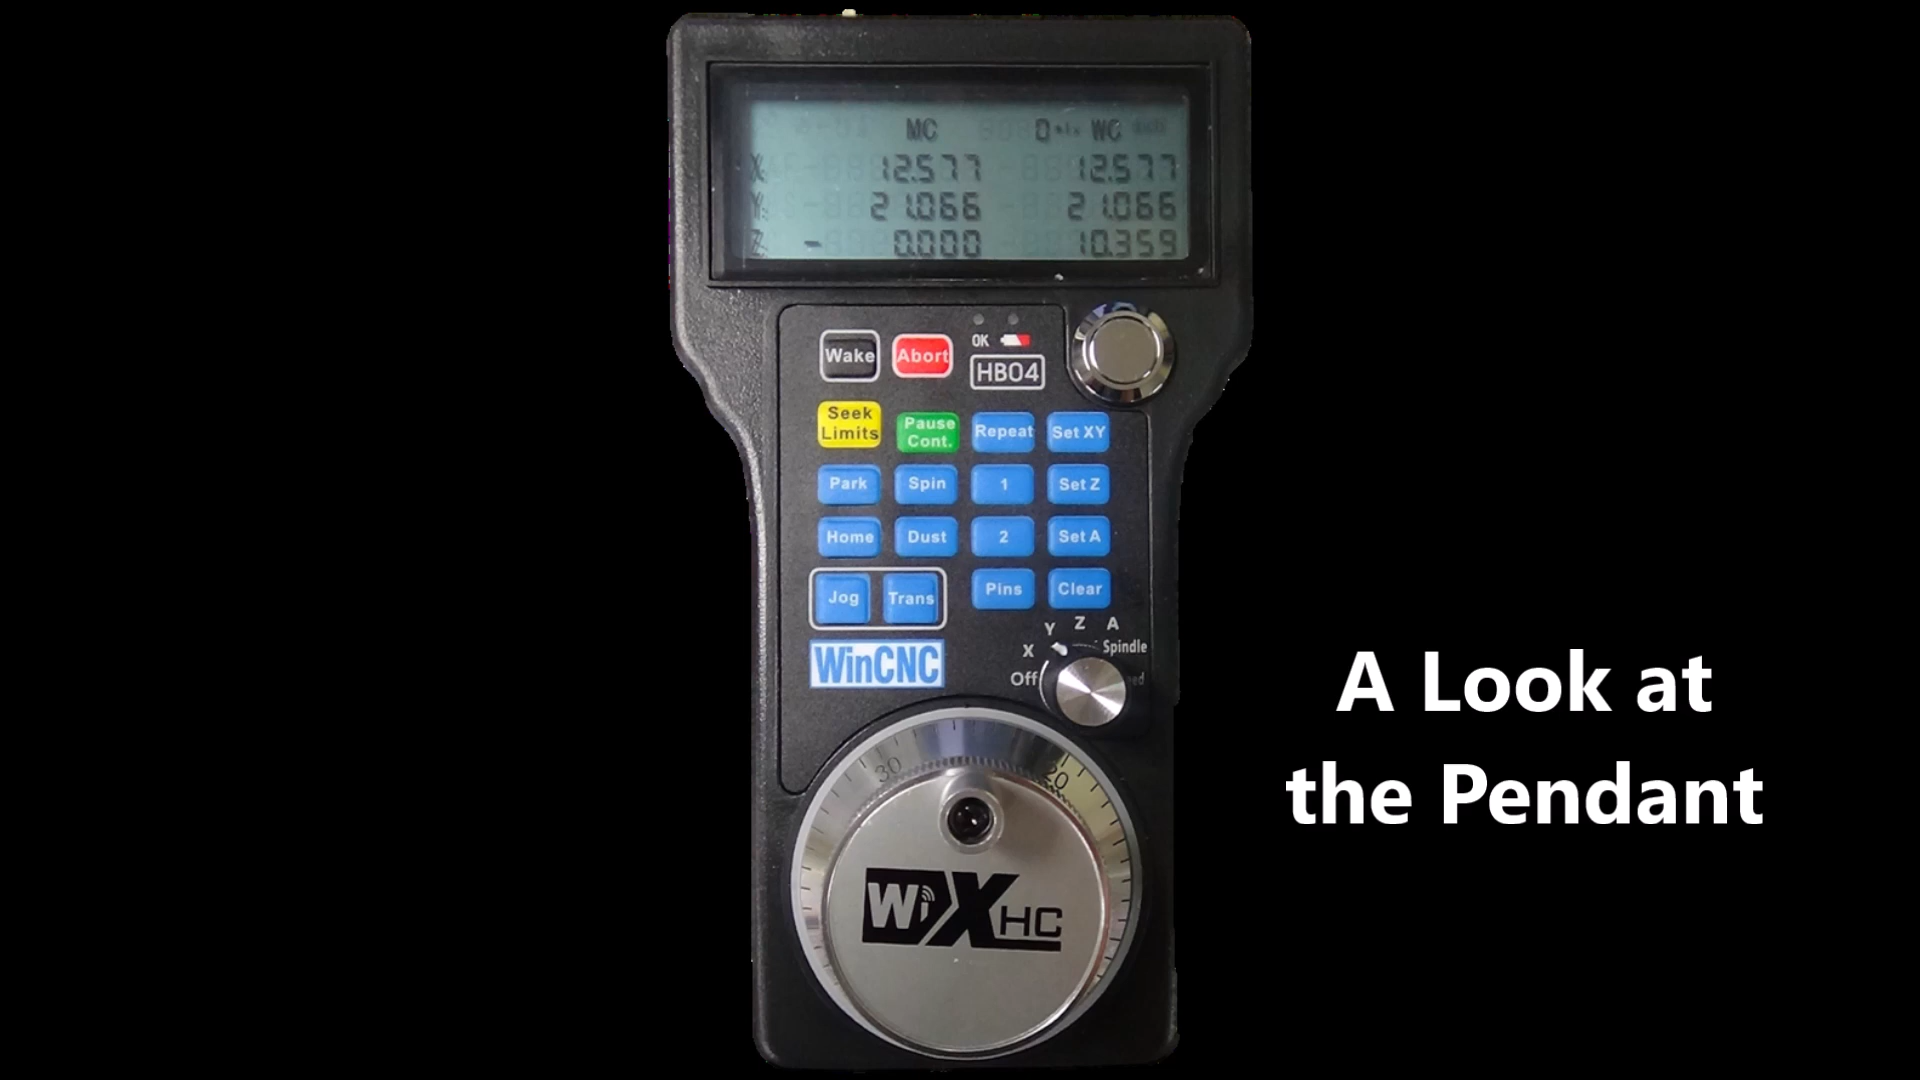 MC WC
X 12.577 12.577
Y 21.066 21.066
Z - 0.000 10.359
OK
Wake Abort HB04
Seek Limits Pause Cont. Repeat Set XY
Park Spin 1 Set Z
Home Dust 2 Set A
Jog Trans Pins Clear
Off X Y Z A Spindle
WinCNC
30 20
WiXHC
A Look at
the Pendant